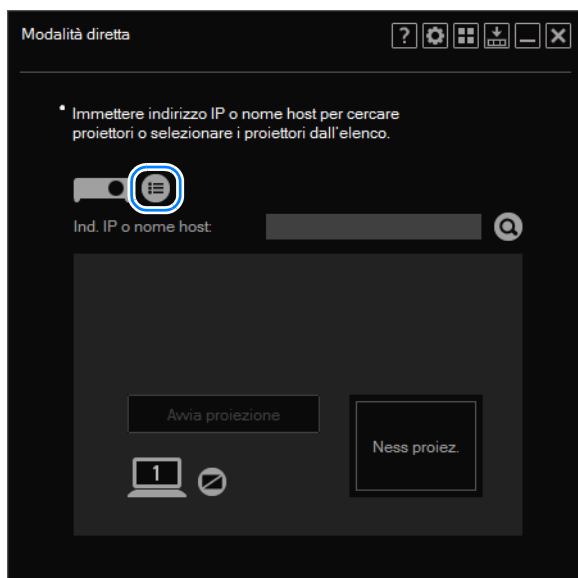 Modalità diretta
?
Immettere indirizzo IP o nome host per cercare
proiettori o selezionare i proiettori dall'elenco.
Ind. IP o nome host:
Avvia proiezione
Ness proiez.
1